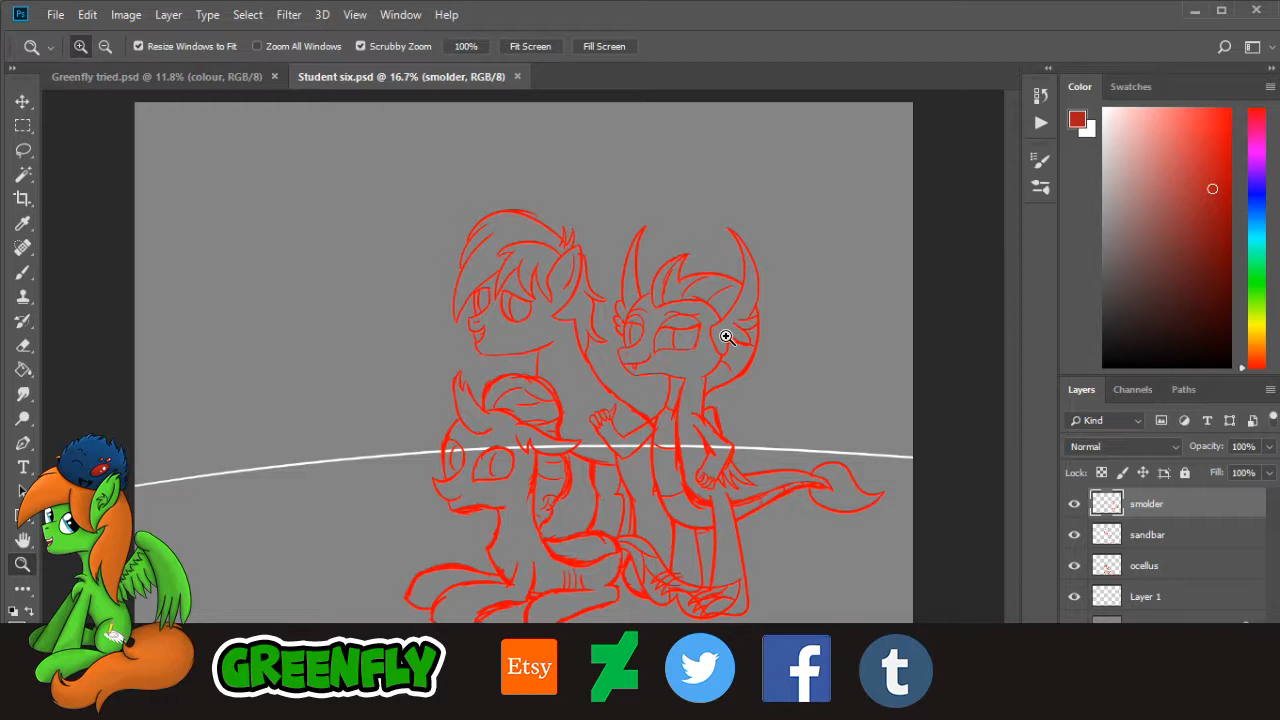 Ps File Edit Image Layer Type Select Filter 3D View Window Help
Resize Windows to Fit Zoom All Windows Scrubby Zoom 100% Fit Screen Fill Screen
Greenfly tried.psd @ 11.8% (colour, RGB/8) × Student six.psd @ 16.7% (smolder, RGB/8) ×
Color Swatches
Layers Channels Paths
Kind
Normal Opacity: 100%
Lock: Fill: 100%
smolder
sandbar
ocellus
Layer 1
GREENFLY
Etsy
f
t